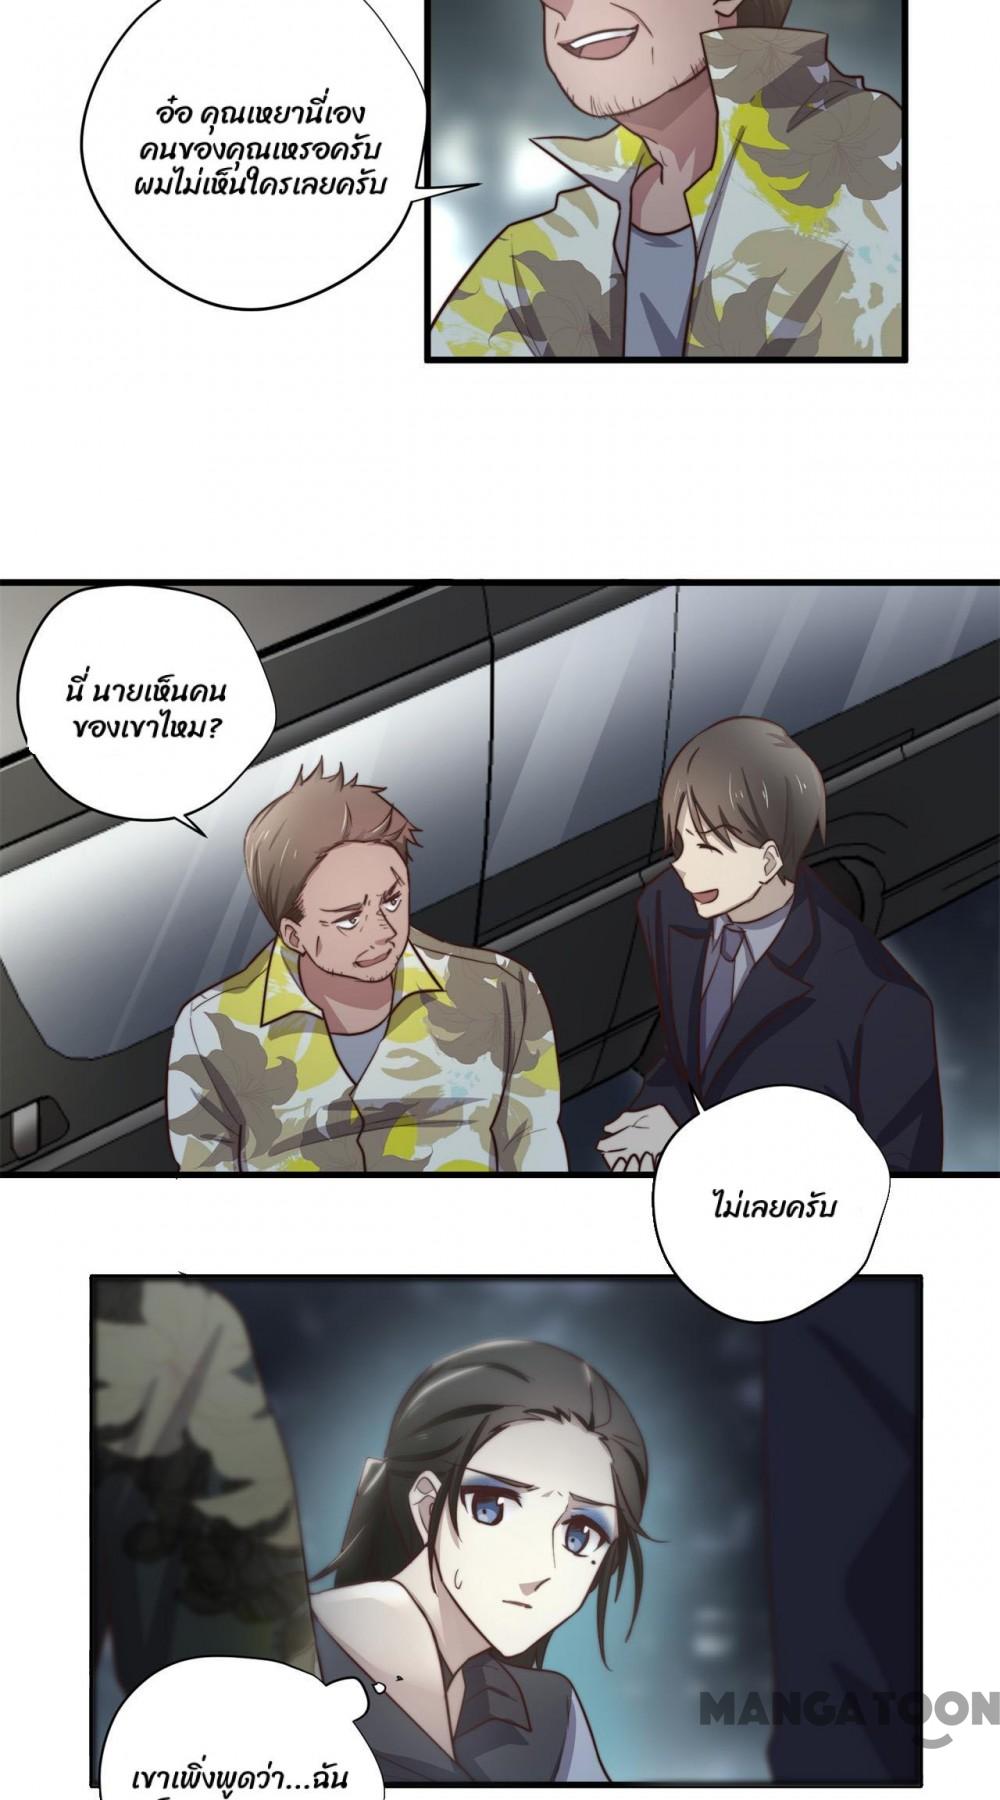 อ๋อ คุณเหยานี่เอง
คนของคุณเหรอครับ
ผมไม่เห็นใครเลยครับ
นี่ นายเห็นคน
ของเขาไหม?
ไม่เลยครับ
MANGATOON
เขาเพิ่งพูดว่า...ฉัน